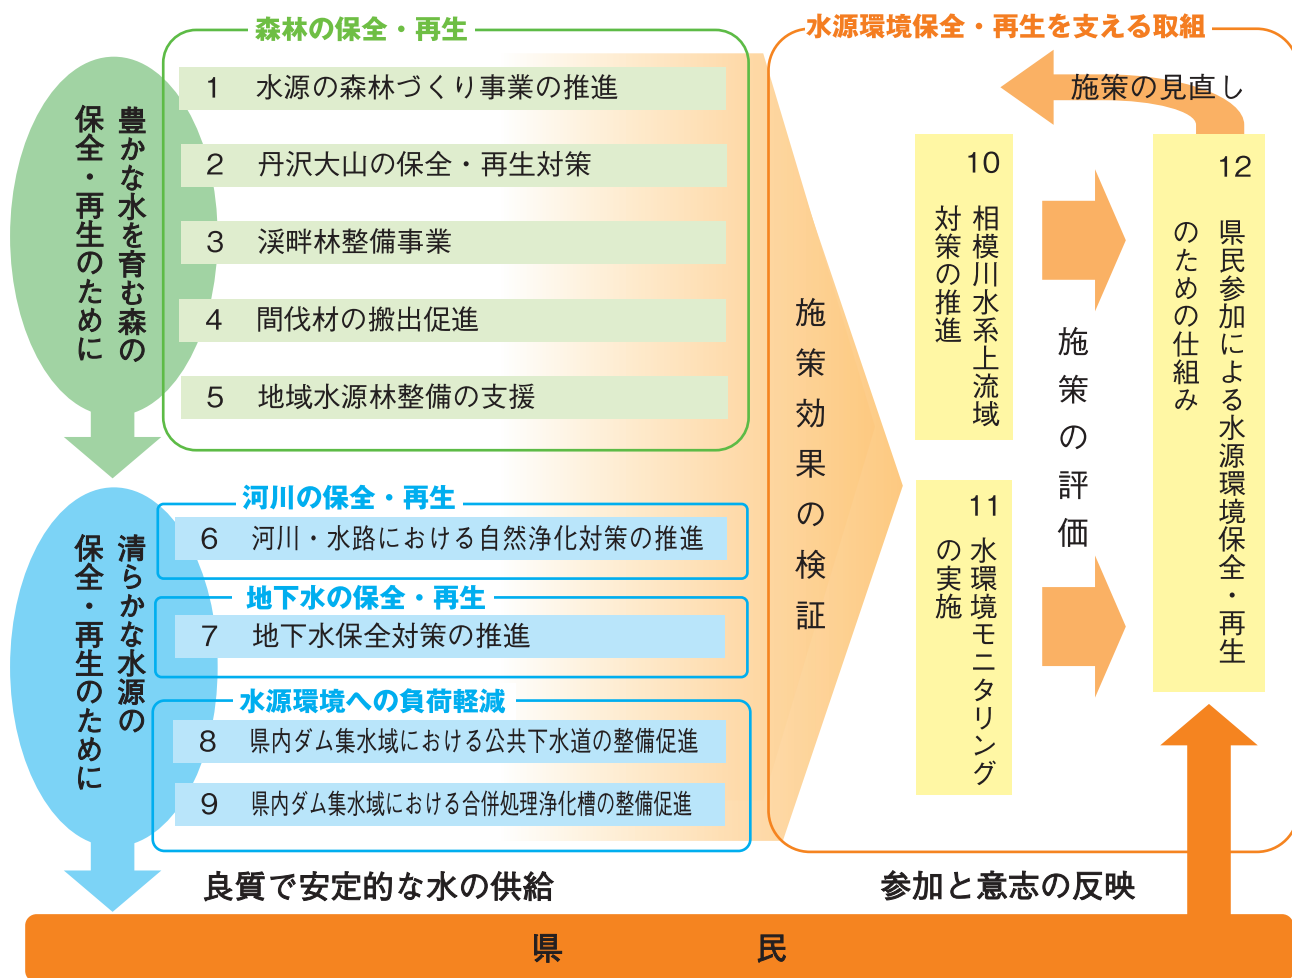 森林の保全・再生
豊かな水を育む森の
保全・再生のために
1 水源の森林づくり事業の推進
2 丹沢大山の保全・再生対策
3 渓畔林整備事業
4 間伐材の搬出促進
5 地域水源林整備の支援
清らかな水源の
保全・再生のために
河川の保全・再生
6 河川・水路における自然浄化対策の推進
地下水の保全・再生
7 地下水保全対策の推進
水源環境への負荷軽減
8 県内ダム集水域における公共下水道の整備促進
9 県内ダム集水域における合併処理浄化槽の整備促進
施策効果の検証
水源環境保全・再生を支える取組
施策の見直し
10 相模川水系上流域
対策の推進
11 水環境モニタリング
の実施
施策の評価
12 県民参加による水源環境保全・再生
のための仕組み
良質で安定的な水の供給
参加と意志の反映
県民